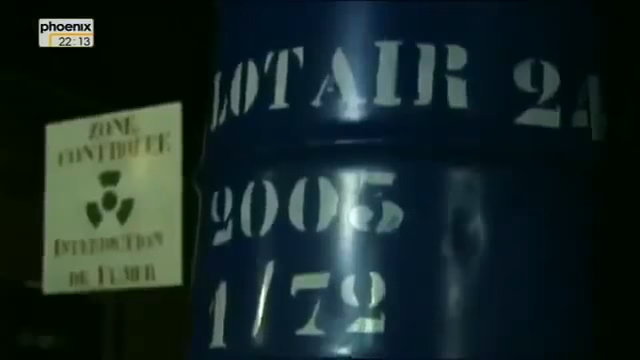 phoenix
22:13
LOTAIR 24
2005
1/72
ZONE
CONTROLEE
INTERDICTION
DE FUMER